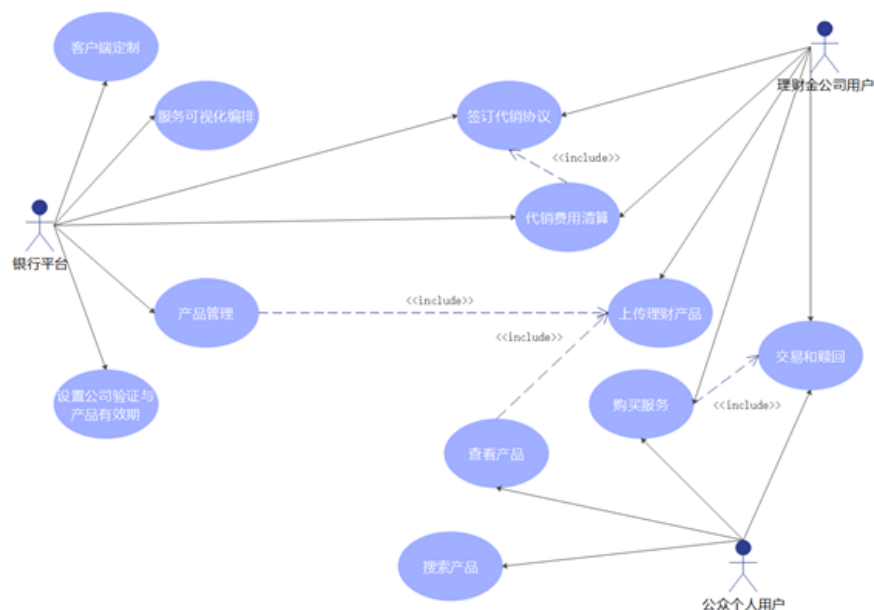 客户端定制
理财金公司用户
服务可视化编排
签订代销协议
<<include>>
代销费用清算
银行平台
<<include>>
产品管理
上传理财产品
<<include>>
交易和赎回
设置公司验证与
产品有效期
购买服务
<<include>>
查看产品
搜索产品
公众个人用户